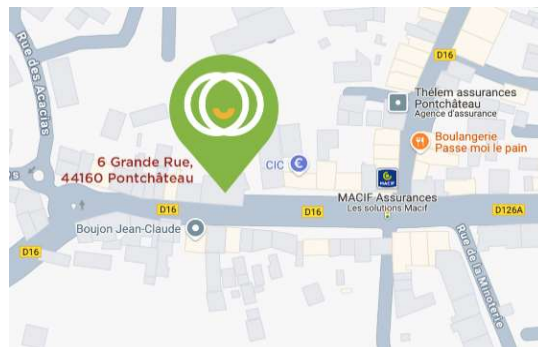 Rue des Acacias
D16
Thélem assurances
Pontchâteau
Agence d'assurance
Boulangerie
Passe moi le pain
6 Grande Rue,
44160 Pontchâteau
CIC
€
MACIF
MACIF Assurances
Les solutions Macif
D16
D16
D126A
Boujon Jean-Claude
D16
Rue de la Minoterie